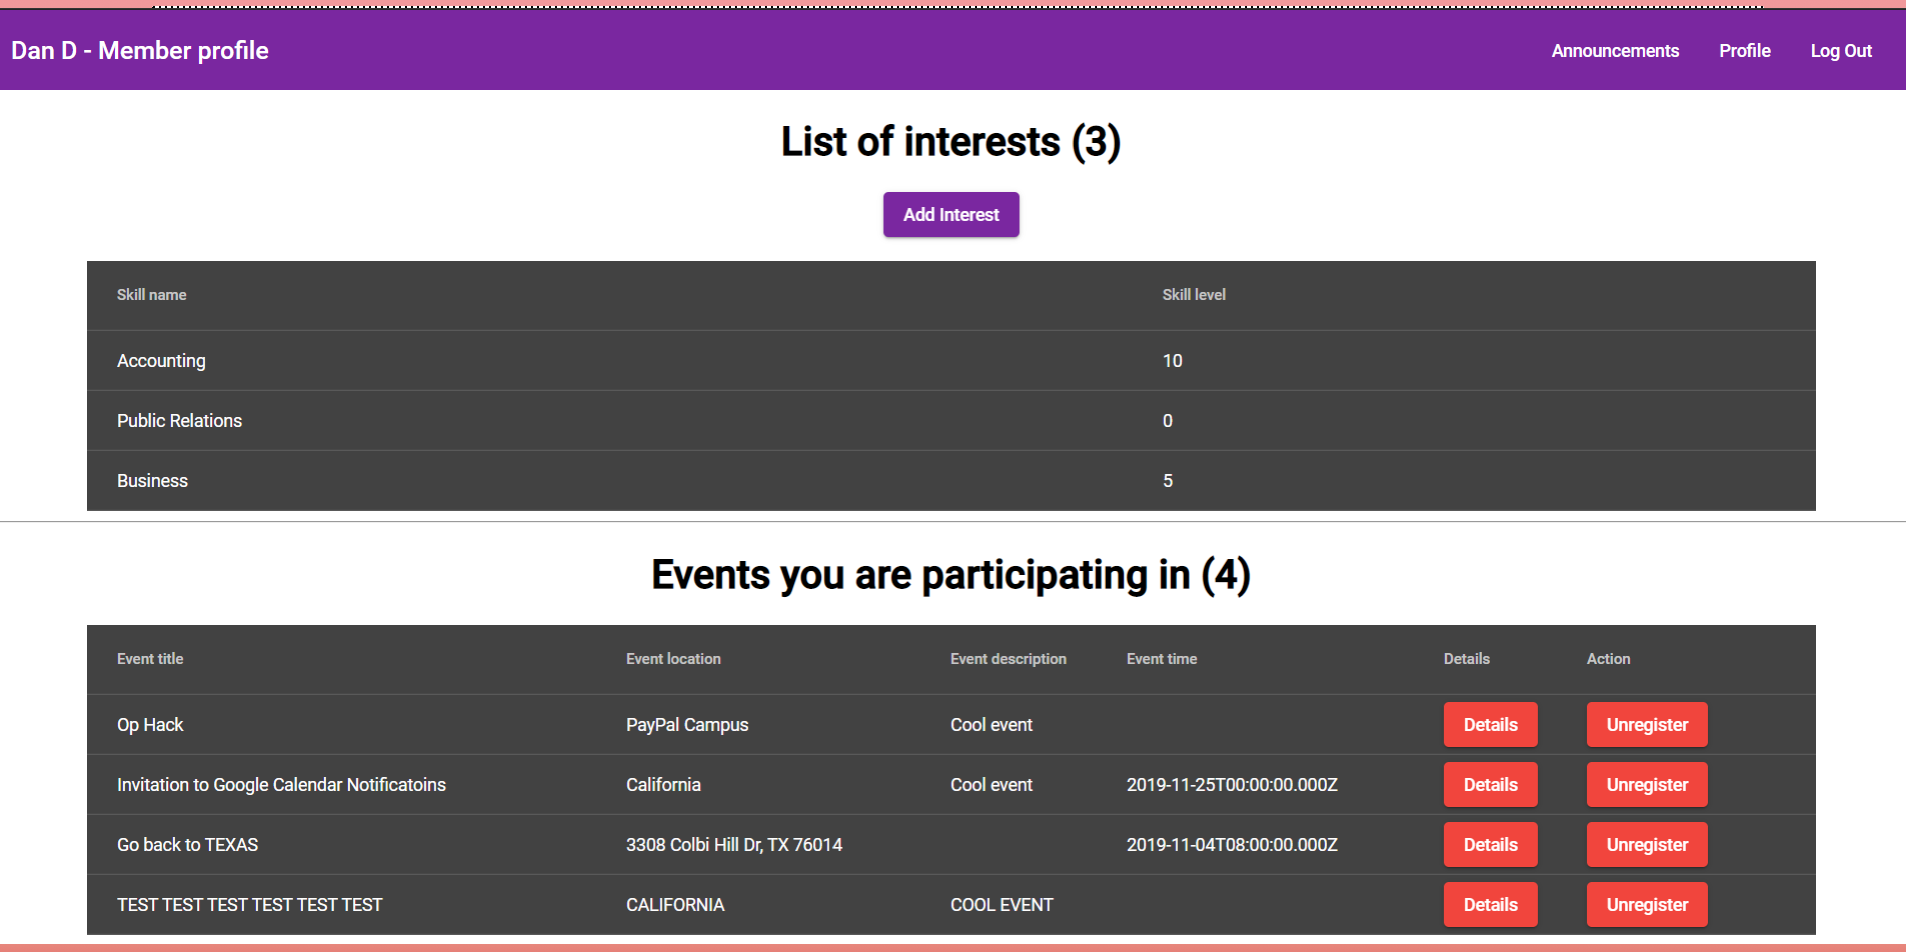 Dan D - Member profile Announcements Profile Log Out
List of interests (3)
Add Interest
Skill name Skill level
Accounting 10
Public Relations 0
Business 5
Events you are participating in (4)
Event title Event location Event description Event time Details Action
Op Hack PayPal Campus Cool event Details Unregister
Invitation to Google Calendar Notificatoins California Cool event 2019-11-25T00:00:00.000Z Details Unregister
Go back to TEXAS 3308 Colbi Hill Dr, TX 76014 2019-11-04T08:00:00.000Z Details Unregister
TEST TEST TEST TEST TEST TEST CALIFORNIA COOL EVENT Details Unregister